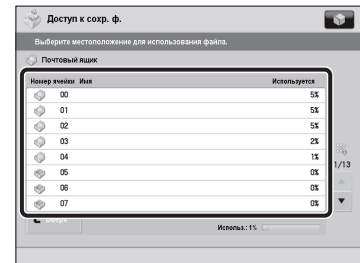 Доступ к сохр. ф.
Выберите местоположение для использования файла.
Почтовый ящик
Номер ячейки Имя Используется
00 5%
01 5%
02 5%
03 2%
04 1%
05 0%
06 0%
07 0%
1/13
Вверх
Использ.: 1%